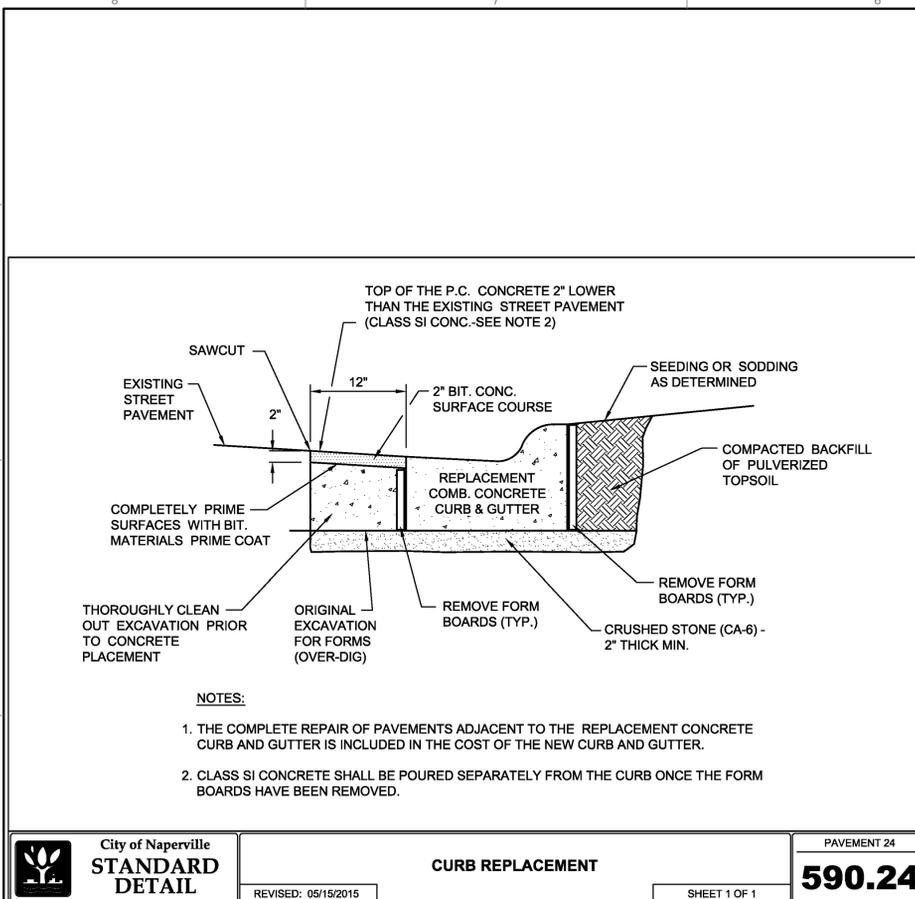 TOP OF THE P.C. CONCRETE 2" LOWER
THAN THE EXISTING STREET PAVEMENT
(CLASS SI CONC.-SEE NOTE 2)
SAWCUT
EXISTING
STREET
PAVEMENT
12"
2"
2" BIT. CONC.
SURFACE COURSE
SEEDING OR SODDING
AS DETERMINED
COMPACTED BACKFILL
OF PULVERIZED
TOPSOIL
REPLACEMENT
COMB. CONCRETE
CURB & GUTTER
COMPLETELY PRIME
SURFACES WITH BIT.
MATERIALS PRIME COAT
THOROUGHLY CLEAN
OUT EXCAVATION PRIOR
TO CONCRETE
PLACEMENT
ORIGINAL
EXCAVATION
FOR FORMS
(OVER-DIG)
REMOVE FORM
BOARDS (TYP.)
REMOVE FORM
BOARDS (TYP.)
CRUSHED STONE (CA-6) -
2" THICK MIN.
NOTES:
1. THE COMPLETE REPAIR OF PAVEMENTS ADJACENT TO THE REPLACEMENT CONCRETE
CURB AND GUTTER IS INCLUDED IN THE COST OF THE NEW CURB AND GUTTER.
2. CLASS SI CONCRETE SHALL BE POURED SEPARATELY FROM THE CURB ONCE THE FORM
BOARDS HAVE BEEN REMOVED.
City of Naperville
STANDARD
DETAIL
CURB REPLACEMENT
REVISED: 05/15/2015
SHEET 1 OF 1
PAVEMENT 24
590.24